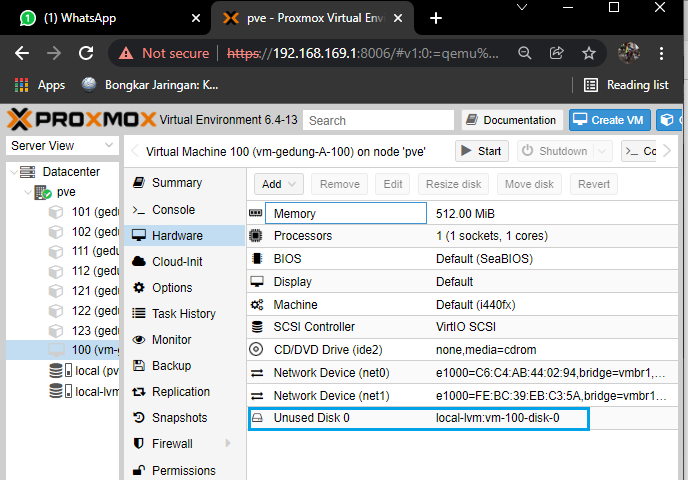 (1) WhatsApp
pve - Proxmox Virtual Envi
Not secure
https://192.168.169.1:8006/#v1:0:=qemu%...
Apps
Bongkar Jaringan: K...
Reading list
PROXMOX
Virtual Environment 6.4-13
Search
Documentation
Create VM
Server View
Virtual Machine 100 (vm-gedung-A-100) on node 'pve'
Start
Shutdown
Co
Datacenter
pve
101 (gedu
102 (gedu
111 (gedu
112 (gedu
121 (gedu
122 (gedu
123 (gedu
100 (vm-g
local (pv
local-lvm
Summary
Console
Hardware
Cloud-Init
Options
Task History
Monitor
Backup
Replication
Snapshots
Firewall
Permissions
Add
Remove
Edit
Resize disk
Move disk
Revert
Memory 512.00 MiB
Processors 1 (1 sockets, 1 cores)
BIOS Default (SeaBIOS)
Display Default
Machine Default (i440fx)
SCSI Controller VirtIO SCSI
CD/DVD Drive (ide2) none,media=cdrom
Network Device (net0) e1000=C6:C4:AB:44:02:94,bridge=vmbr1,...
Network Device (net1) e1000=FE:BC:39:EB:C3:5A,bridge=vmbr1,...
Unused Disk 0 local-lvm:vm-100-disk-0